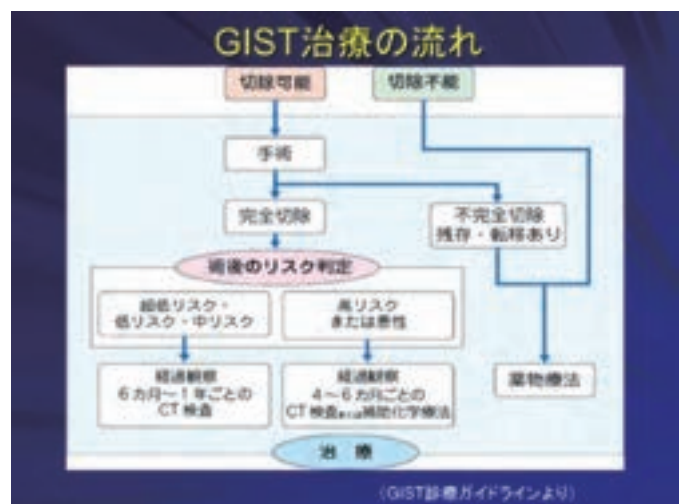 GIST治療の流れ
切除可能
切除不能
手術
完全切除
不完全切除
残存・転移あり
術後のリスク判定
超低リスク・
低リスク・中リスク
高リスク
または悪性
経過観察
6カ月〜1年ごとの
CT検査
経過観察
4〜6カ月ごとの
CT検査または補助化学療法
薬物療法
治 療
(GIST診療ガイドラインより)